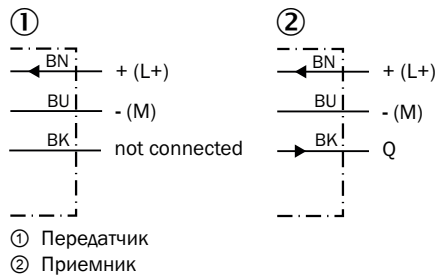 ① ②
BN + (L+) BN + (L+)
BU - (M) BU - (M)
BK not connected BK Q
① Передатчик
② Приемник